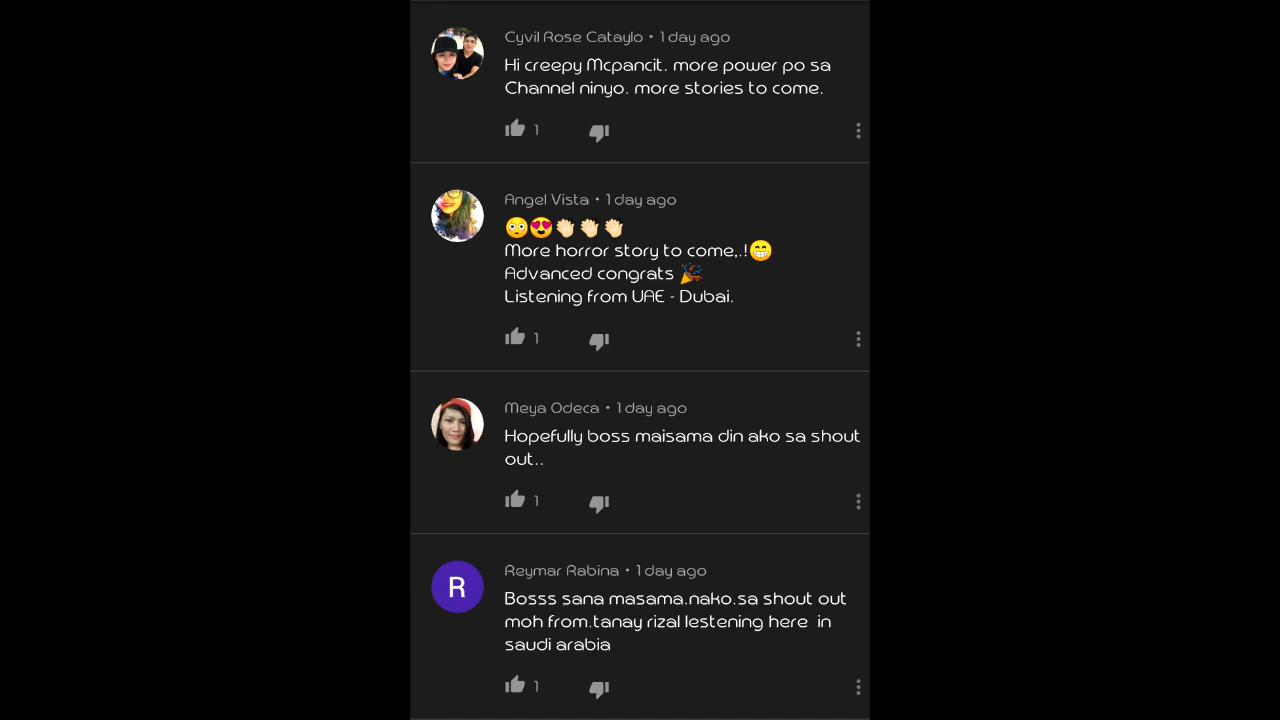 Cyvil Rose Cataylo • 1 day ago
Hi creepy Mcpancit. more power po sa
Channel ninyo. more stories to come.
1
Angel Vista • 1 day ago
😳😍👏🏻👏🏻👏🏻
More horror story to come,.!😁
Advanced congrats 🎉
Listening from UAE - Dubai.
1
Meya Odeca • 1 day ago
Hopefully boss maisama din ako sa shout
out..
1
R
Reymar Rabina • 1 day ago
Bosss sana masama.nako.sa shout out
moh from.tanay rizal lestening here  in
saudi arabia
1